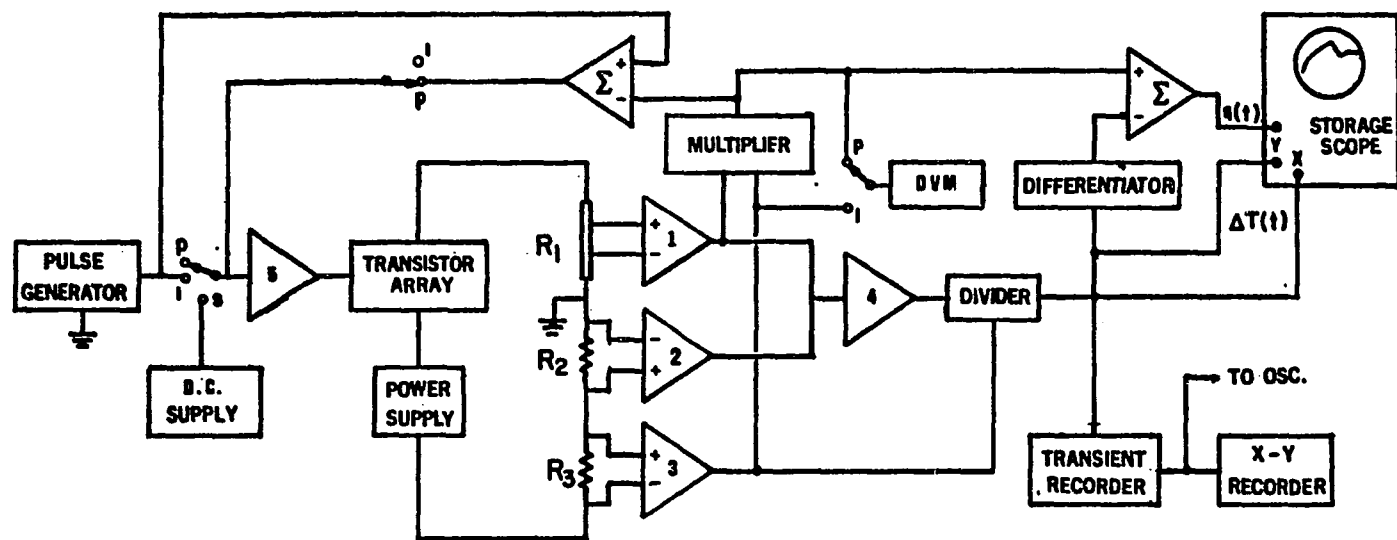 I
P
Σ
+
-
MULTIPLIER
P
DVM
I
+
-
Σ
q(t)
Y
X
STORAGE
SCOPE
DIFFERENTIATOR
ΔT(t)
PULSE
GENERATOR
P
I
S
5
TRANSISTOR
ARRAY
R1
+
-
1
4
DIVIDER
D.C.
SUPPLY
POWER
SUPPLY
R2
-
+
2
R3
+
-
3
TO OSC.
TRANSIENT
RECORDER
X-Y
RECORDER